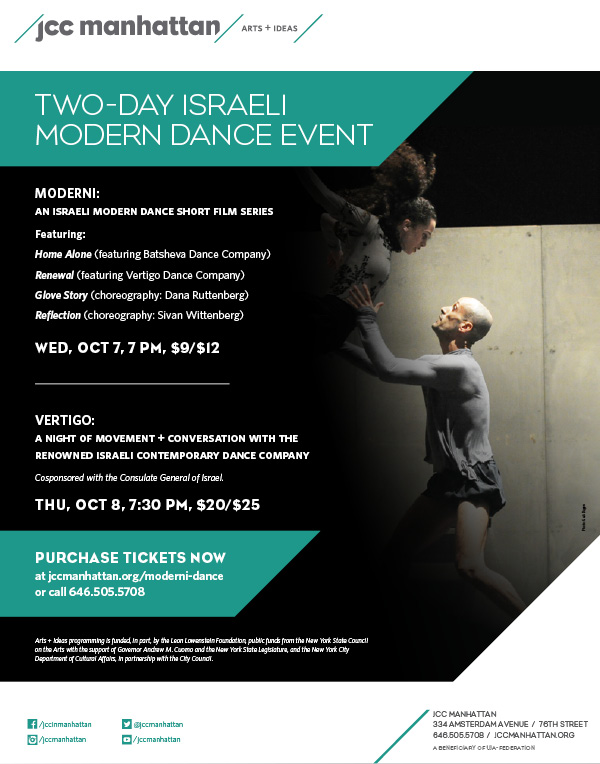 jcc manhattan
ARTS + IDEAS
TWO-DAY ISRAELI
MODERN DANCE EVENT
MODERNI:
AN ISRAELI MODERN DANCE SHORT FILM SERIES
Featuring:
Home Alone (featuring Batsheva Dance Company)
Renewal (featuring Vertigo Dance Company)
Glove Story (choreography: Dana Ruttenberg)
Reflection (choreography: Sivan Wittenberg)
WED, OCT 7, 7 PM, $9/$12
VERTIGO:
A NIGHT OF MOVEMENT + CONVERSATION WITH THE
RENOWNED ISRAELI CONTEMPORARY DANCE COMPANY
Cosponsored with the Consulate General of Israel.
THU, OCT 8, 7:30 PM, $20/$25
PURCHASE TICKETS NOW
at jccmanhattan.org/moderni-dance
or call 646.505.5708
Arts + Ideas programming is funded, in part, by the Leon Lowenstein Foundation, public funds from the New York State Council
on the Arts with the support of Governor Andrew M. Cuomo and the New York State Legislature, and the New York City
Department of Cultural Affairs, in partnership with the City Council.
/jccinmanhattan
@jccmanhattan
/jccmanhattan
/jccmanhattan
JCC MANHATTAN
334 AMSTERDAM AVENUE / 76TH STREET
646.505.5708 / JCCMANHATTAN.ORG
A BENEFICIARY OF UJA-FEDERATION